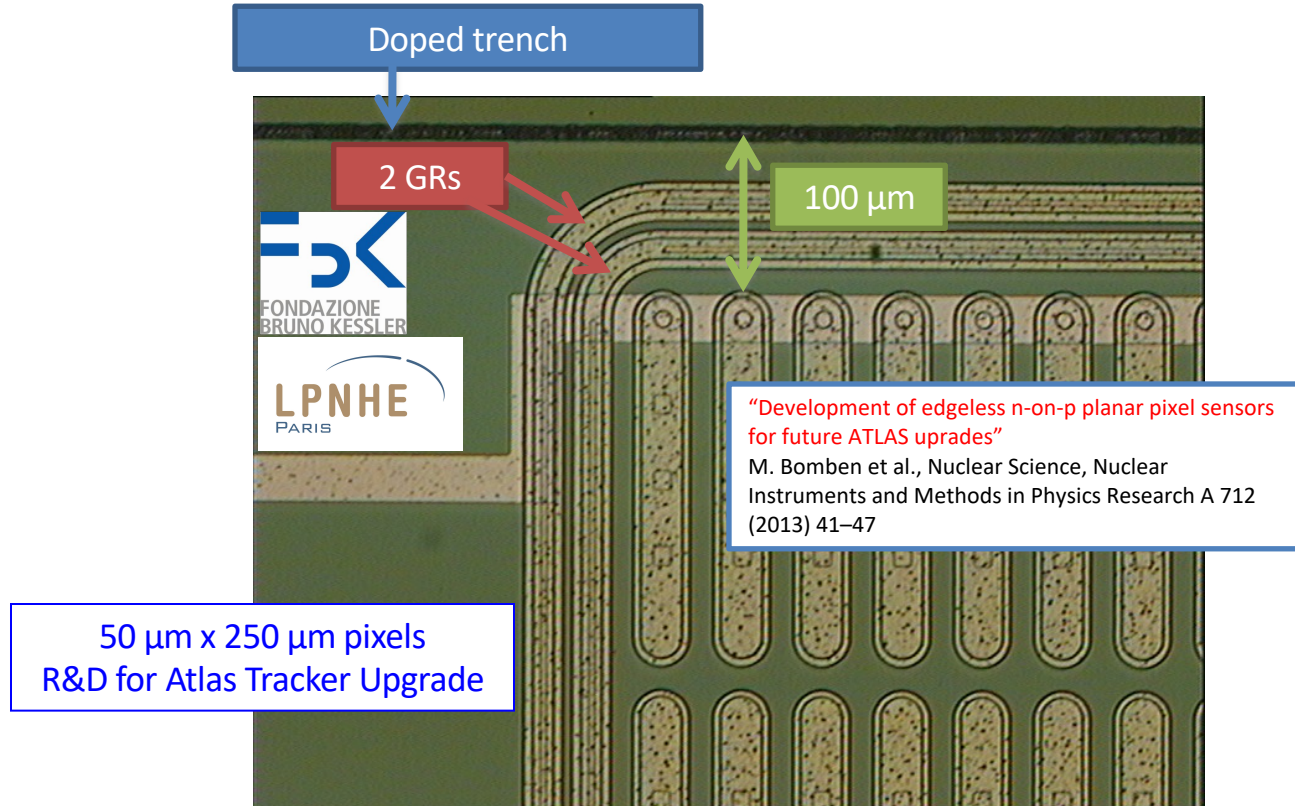 Doped trench
2 GRs
100 µm
FBK
FONDAZIONE
BRUNO KESSLER
LPNHE
PARIS
“Development of edgeless n-on-p planar pixel sensors
for future ATLAS uprades”
M. Bomben et al., Nuclear Science, Nuclear
Instruments and Methods in Physics Research A 712
(2013) 41–47
50 µm x 250 µm pixels
R&D for Atlas Tracker Upgrade